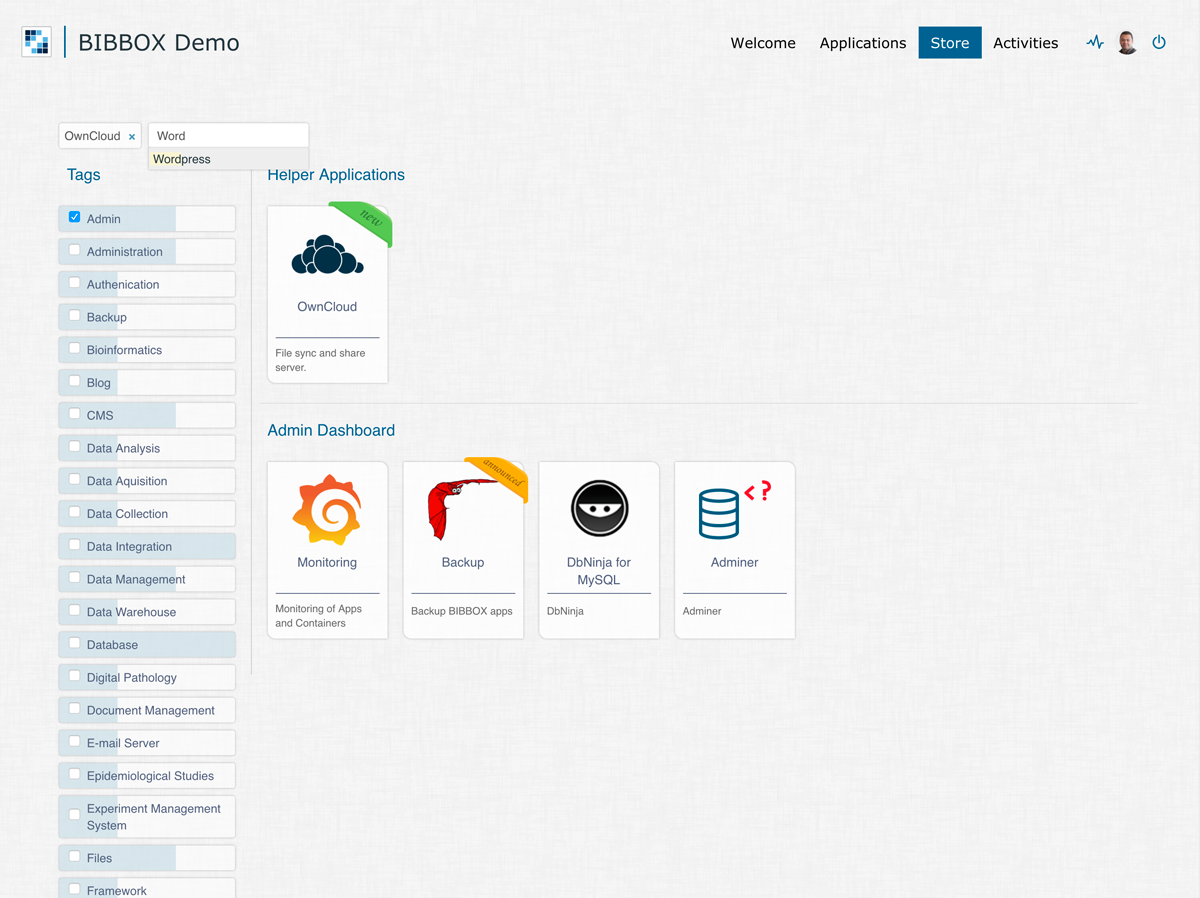 BIBBOX Demo
Welcome Applications Store Activities
OwnCloud ×
Word
Wordpress
Tags
Admin
Administration
Authenication
Backup
Bioinformatics
Blog
CMS
Data Analysis
Data Aquisition
Data Collection
Data Integration
Data Management
Data Warehouse
Database
Digital Pathology
Document Management
E-mail Server
Epidemiological Studies
Experiment Management
System
Files
Framework
Helper Applications
new
OwnCloud
File sync and share
server.
Admin Dashboard
Monitoring
Monitoring of Apps
and Containers
announced
Backup
Backup BIBBOX apps
DbNinja for
MySQL
DbNinja
<?
Adminer
Adminer